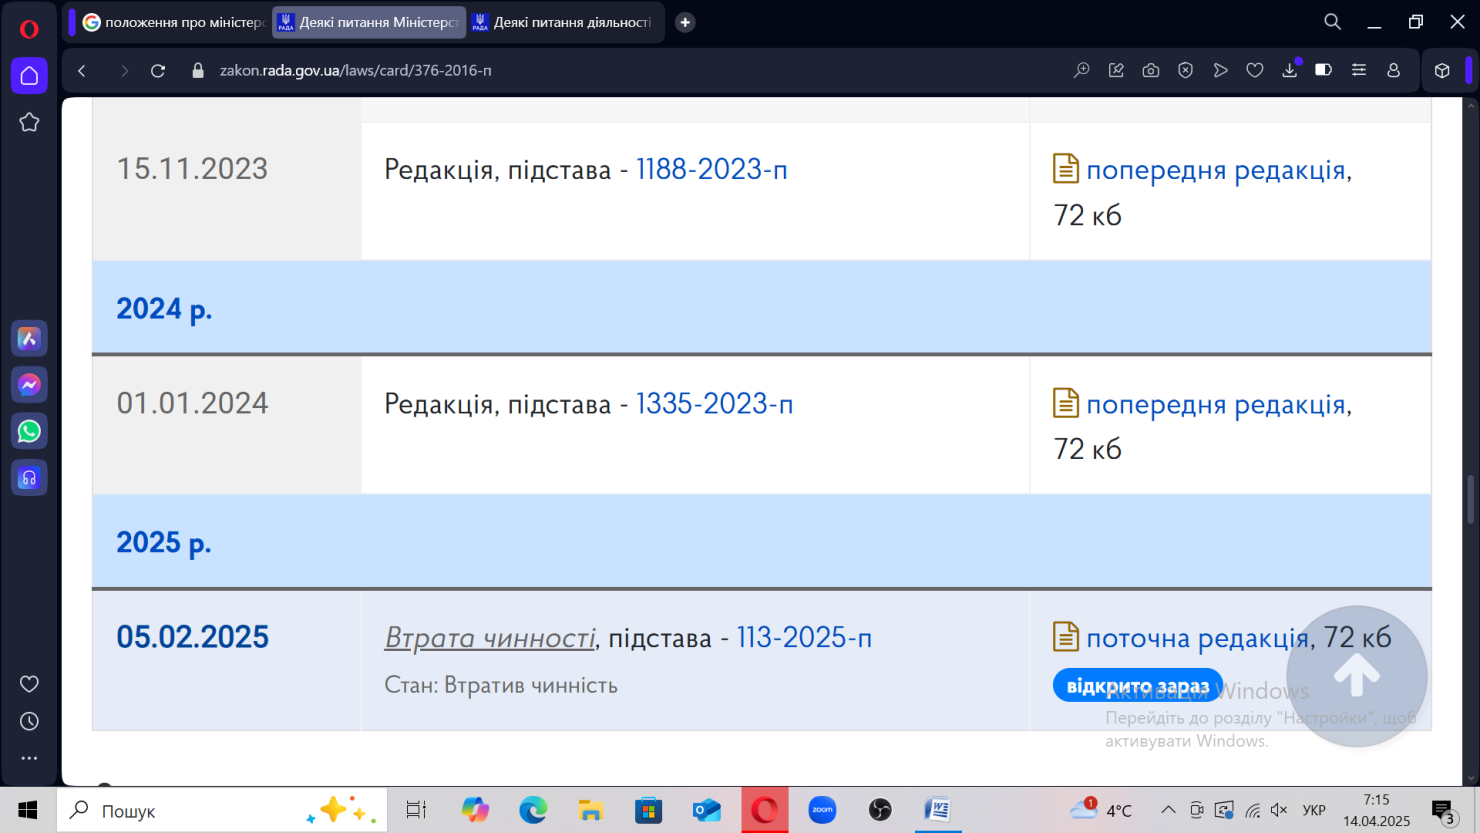 положення про міністер
Деякі питання Міністерст
Деякі питання діяльності
zakon.rada.gov.ua/laws/card/376-2016-п
15.11.2023
Редакція, підстава - 1188-2023-п
попередня редакція,
72 кб
2024 р.
01.01.2024
Редакція, підстава - 1335-2023-п
попередня редакція,
72 кб
2025 р.
05.02.2025
Втрата чинності, підстава - 113-2025-п
Стан: Втратив чинність
поточна редакція, 72 кб
відкрито зараз
Активація Windows
Перейдіть до розділу "Настройки", щоб
активувати Windows.
Пошук
zoom
1
4°C
УКР
7:15
14.04.2025
3